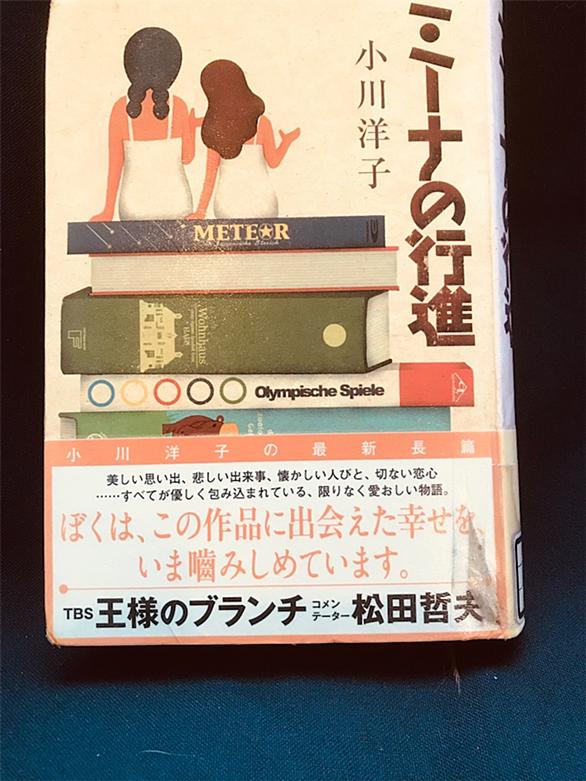 ミーナの行進
小川洋子
METE★R
Wohnhaus
Olympische Spiele
小川洋子の最新長篇
美しい思い出、悲しい出来事、懐かしい人びと、切ない恋心
……すべてが優しく包み込まれている、限りなく愛おしい物語。
ぼくは、この作品に出会えた幸せを、
いま噛みしめています。
TBS 王様のブランチ コメンテーター 松田哲夫